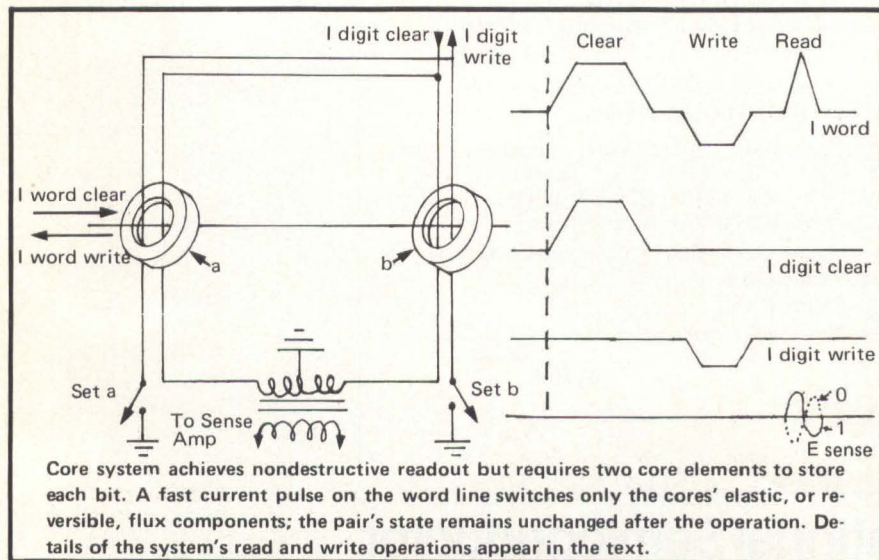 I digit clear
I digit
write
Clear
Write
Read
I word
I word clear
I word write
a
b
I digit clear
I digit write
Set a
Set b
To Sense
Amp
0
1
E sense
Core system achieves nondestructive readout but requires two core elements to store
each bit. A fast current pulse on the word line switches only the cores' elastic, or re-
versible, flux components; the pair's state remains unchanged after the operation. De-
tails of the system's read and write operations appear in the text.